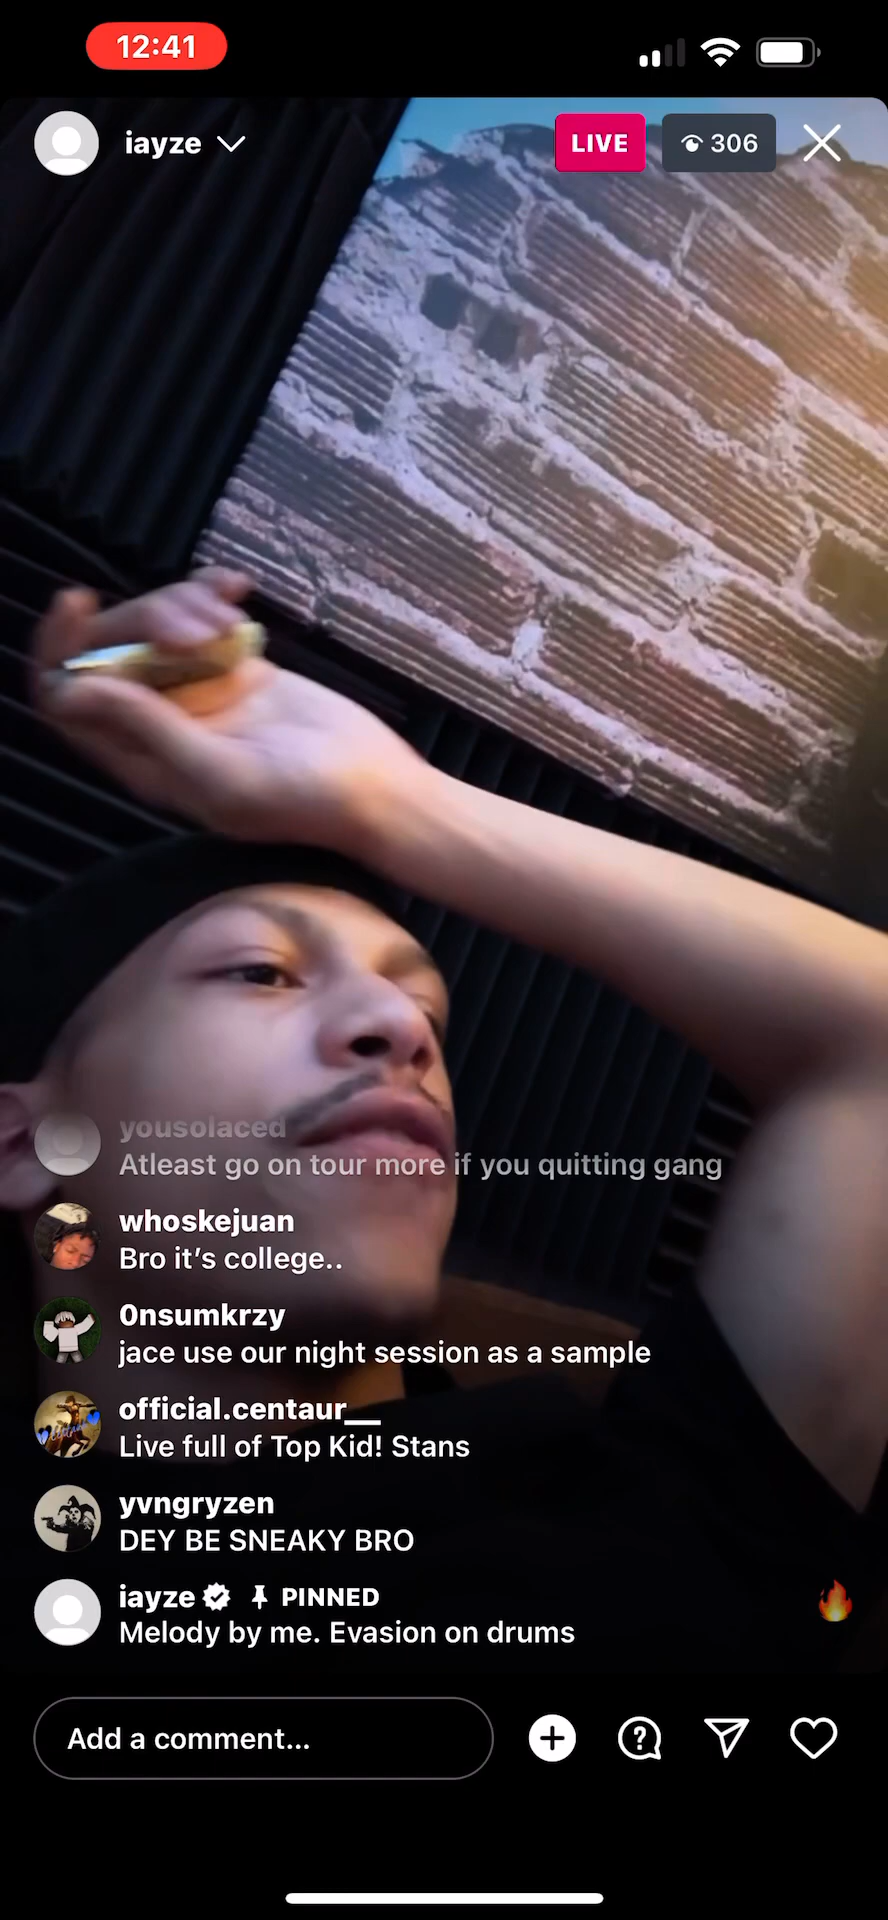 12:41
iayze
LIVE
306
yousolaced
Atleast go on tour more if you quitting gang
whoskejuan
Bro it’s college..
0nsumkrzy
jace use our night session as a sample
official.centaur__
Live full of Top Kid! Stans
yvngryzen
DEY BE SNEAKY BRO
iayze PINNED
Melody by me. Evasion on drums
Add a comment...